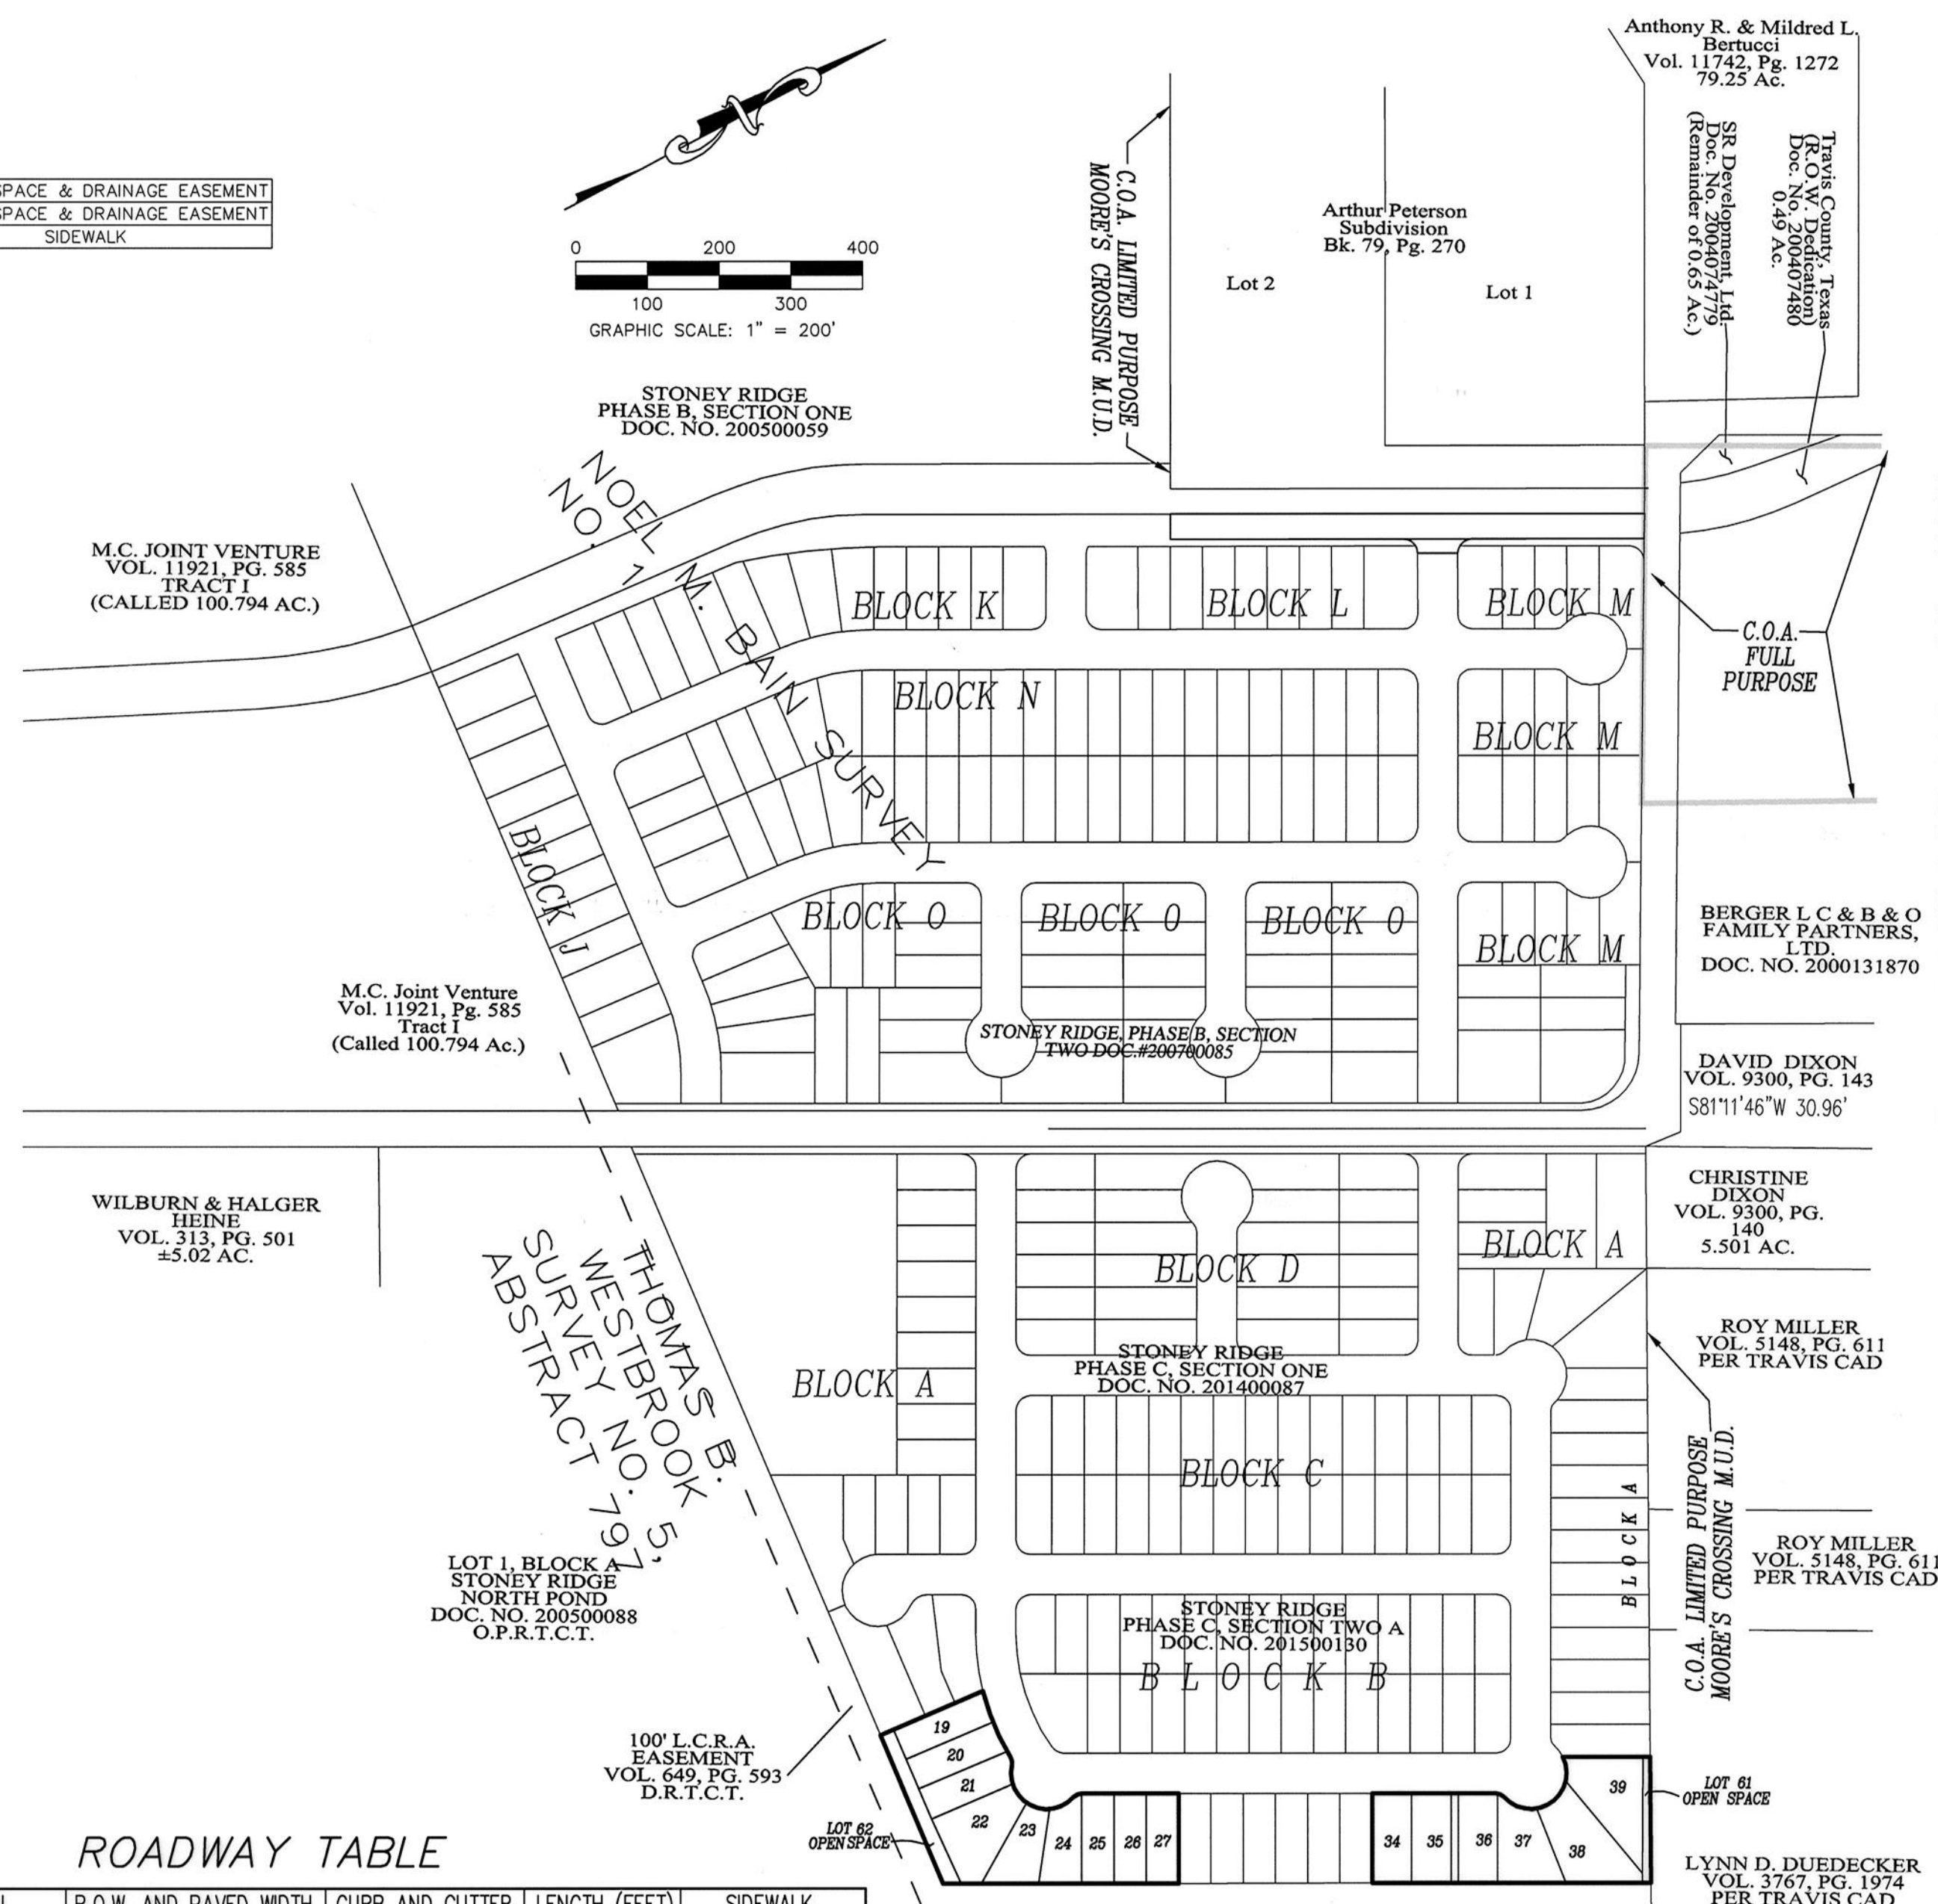 Anthony R. & Mildred L.
Bertucci
Vol. 11742, Pg. 1272
79.25 Ac.
SR Development, Ltd.
Doc. No. 2004074779
(Remainder of 0.65 Ac.)
Travis County, Texas
(R.O.W. Dedication)
Doc. No. 200407480
0.49 Ac.
SPACE & DRAINAGE EASEMENT
SPACE & DRAINAGE EASEMENT
SIDEWALK
N
0 200 400
100 300
GRAPHIC SCALE: 1" = 200'
C.O.A. LIMITED PURPOSE
MOORE'S CROSSING M.U.D.
Arthur Peterson
Subdivision
Bk. 79, Pg. 270
Lot 2
Lot 1
STONEY RIDGE
PHASE B, SECTION ONE
DOC. NO. 200500059
NOEL M. BAIN SURVEY
NO. 1
M.C. JOINT VENTURE
VOL. 11921, PG. 585
TRACT I
(CALLED 100.794 AC.)
BLOCK K
BLOCK L
BLOCK M
C.O.A.
FULL
PURPOSE
BLOCK N
BLOCK M
BLOCK J
BLOCK O
BLOCK O
BLOCK O
BLOCK M
BERGER L C & B & O
FAMILY PARTNERS,
LTD.
DOC. NO. 2000131870
M.C. Joint Venture
Vol. 11921, Pg. 585
Tract I
(Called 100.794 Ac.)
STONEY RIDGE, PHASE B, SECTION
TWO DOC.#200700085
DAVID DIXON
VOL. 9300, PG. 143
S81°11'46"W 30.96'
WILBURN & HALGER
HEINE
VOL. 313, PG. 501
±5.02 AC.
CHRISTINE
DIXON
VOL. 9300, PG.
140
5.501 AC.
THOMAS B.
WESTBROOK
SURVEY NO. 5,
ABSTRACT 797
BLOCK D
BLOCK A
ROY MILLER
VOL. 5148, PG. 611
PER TRAVIS CAD
STONEY RIDGE
PHASE C, SECTION ONE
DOC. NO. 201400087
BLOCK A
BLOCK C
BLOCK A
C.O.A. LIMITED PURPOSE
MOORE'S CROSSING M.U.D.
ROY MILLER
VOL. 5148, PG. 611
PER TRAVIS CAD
LOT 1, BLOCK A
STONEY RIDGE
NORTH POND
DOC. NO. 200500088
O.P.R.T.C.T.
STONEY RIDGE
PHASE C, SECTION TWO A
DOC. NO. 201500130
BLOCK B
100' L.C.R.A.
EASEMENT
VOL. 649, PG. 593
D.R.T.C.T.
19
20
21
22
23
24 25 26 27
34 35 36 37
38
39
LOT 61
OPEN SPACE
LOT 62
OPEN SPACE
LYNN D. DUEDECKER
VOL. 3767, PG. 1974
PER TRAVIS CAD
ROADWAY TABLE
R.O.W. AND PAVED WIDTH CURB AND GUTTER LENGTH (FEET) SIDEWALK